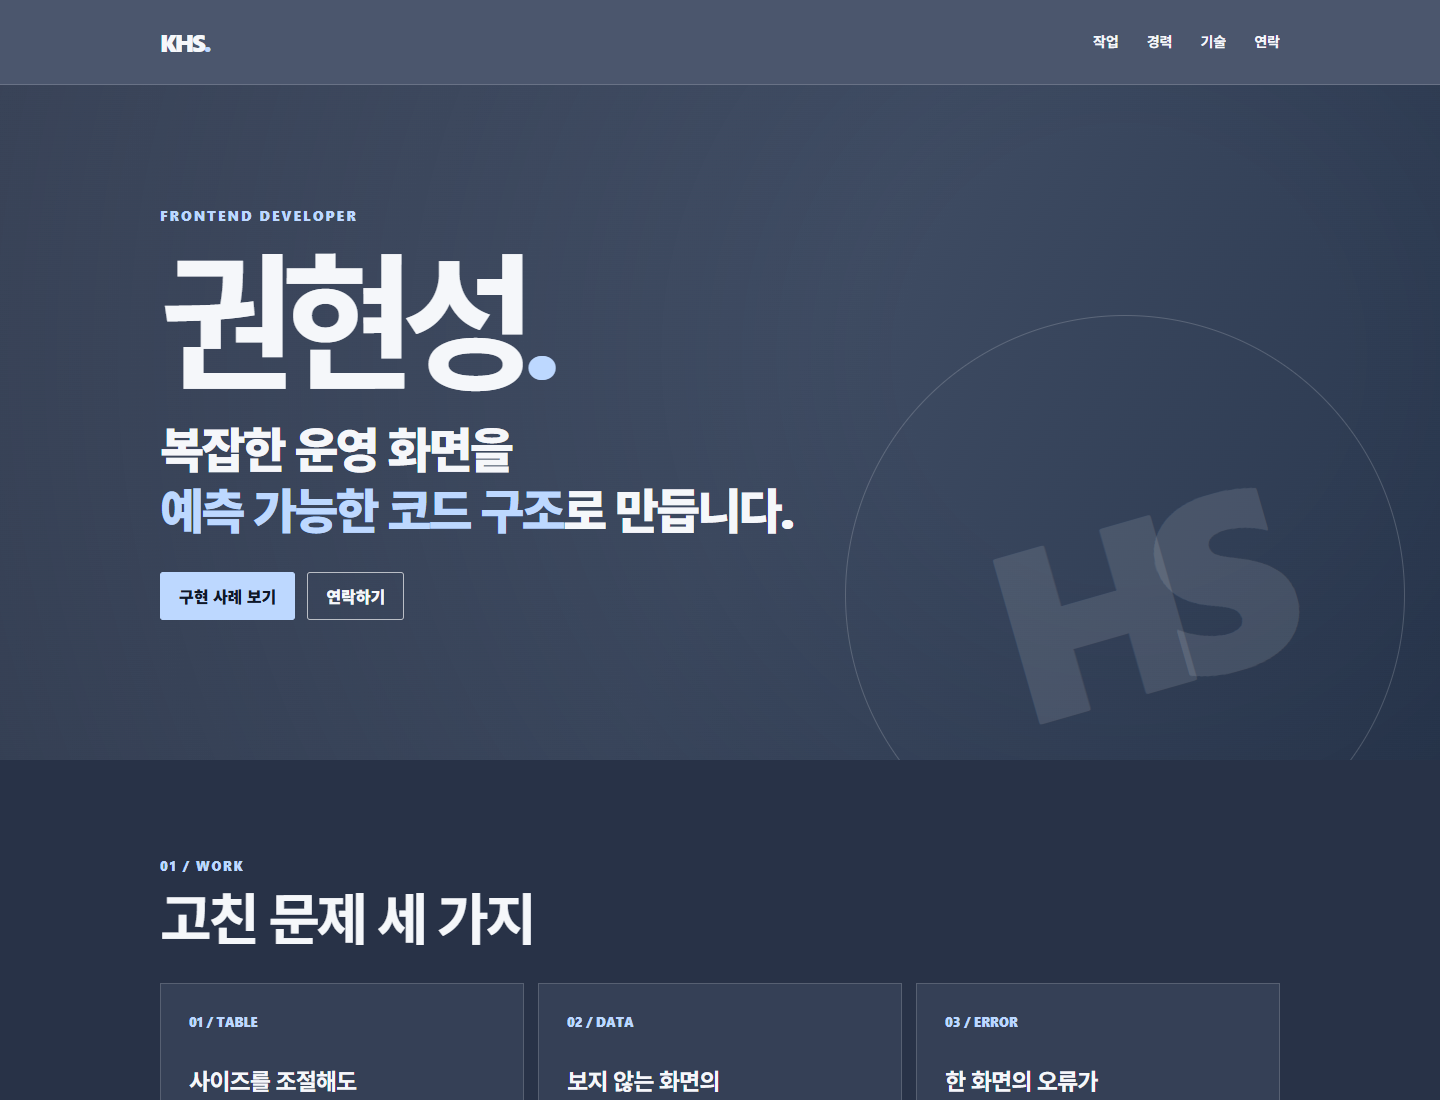 KHS.
작업 경력 기술 연락
FRONTEND DEVELOPER
권현성.
복잡한 운영 화면을
예측 가능한 코드 구조로 만듭니다.
구현 사례 보기 연락하기
HS
01 / WORK
고친 문제 세 가지
01 / TABLE
사이즈를 조절해도
02 / DATA
보지 않는 화면의
03 / ERROR
한 화면의 오류가